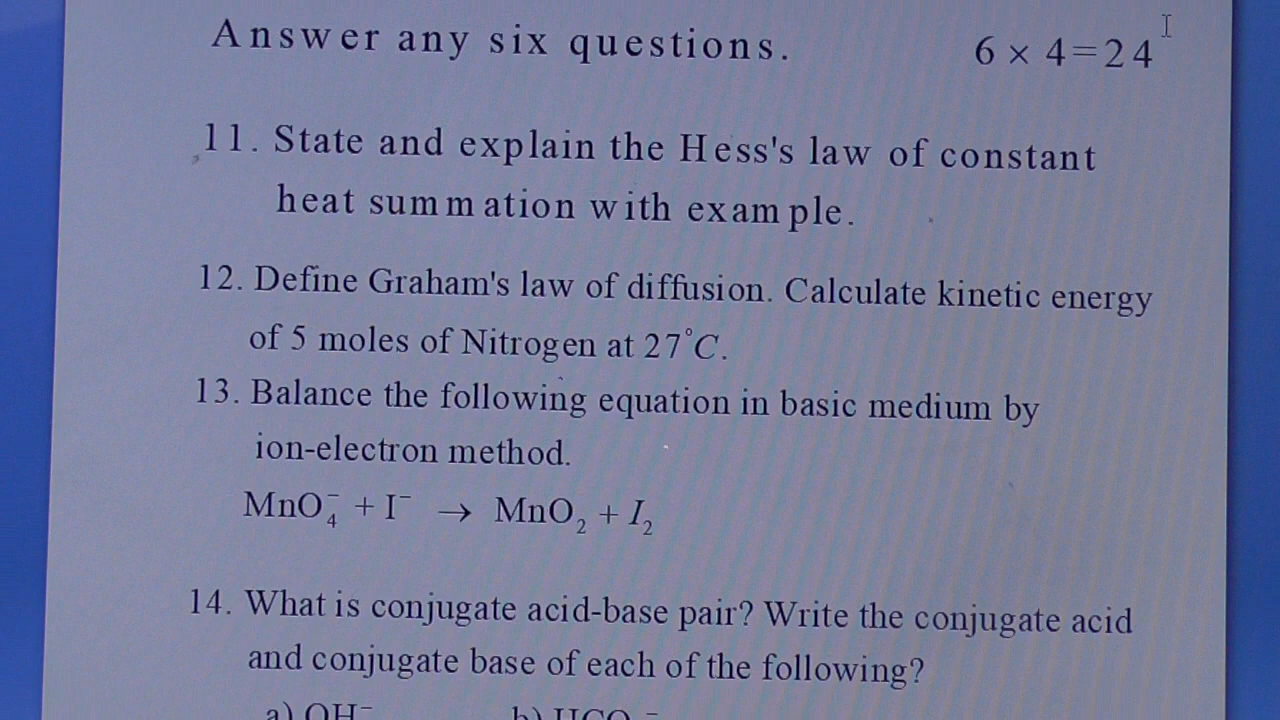 Answer any six questions. 6 × 4=24
11. State and explain the Hess's law of constant
heat summation with example.
12. Define Graham's law of diffusion. Calculate kinetic energy
of 5 moles of Nitrogen at 27°C.
13. Balance the following equation in basic medium by
ion-electron method.
MnO₄⁻ + I⁻ → MnO₂ + I₂
14. What is conjugate acid-base pair? Write the conjugate acid
and conjugate base of each of the following?
a) OH⁻ b) HCO₃⁻